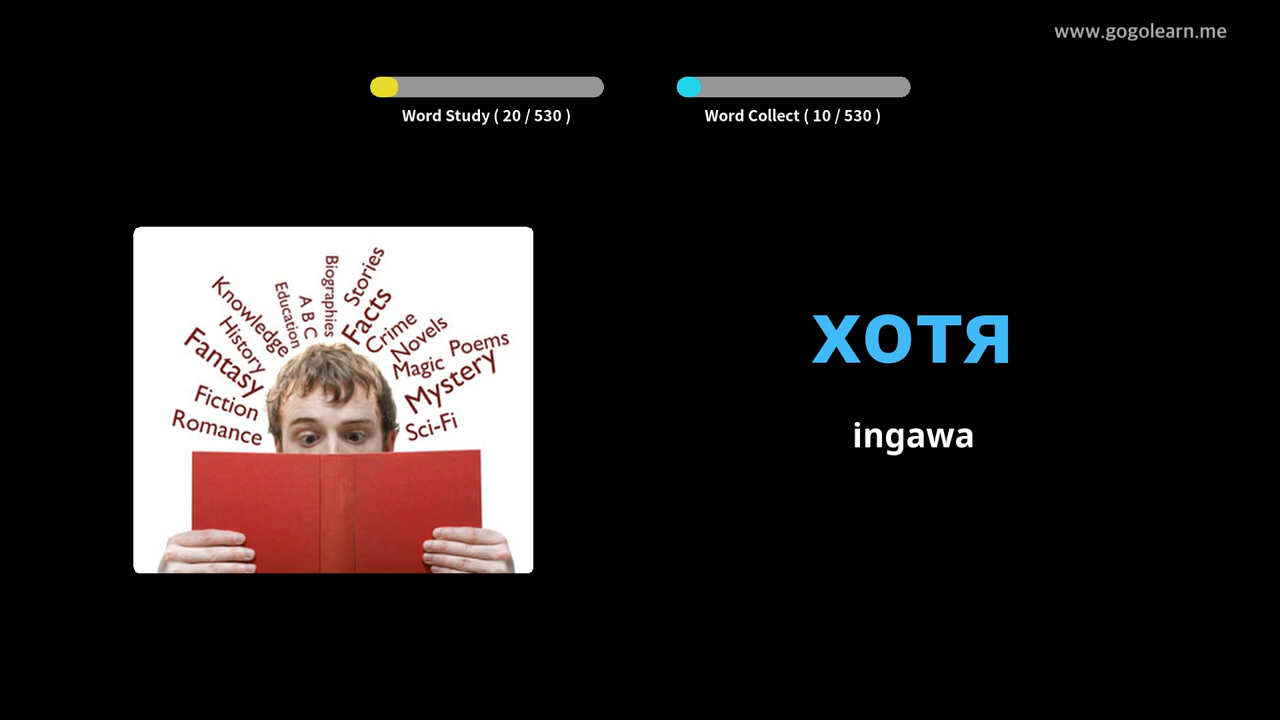 www.gogolearn.me
Word Study ( 20 / 530 )
Word Collect ( 10 / 530 )
Biographies
Stories
Education
A B C
Facts
Knowledge
Crime
History
Novels
Fantasy
Magic
Poems
Mystery
Fiction
Romance
Sci-Fi
хотя
ingawa